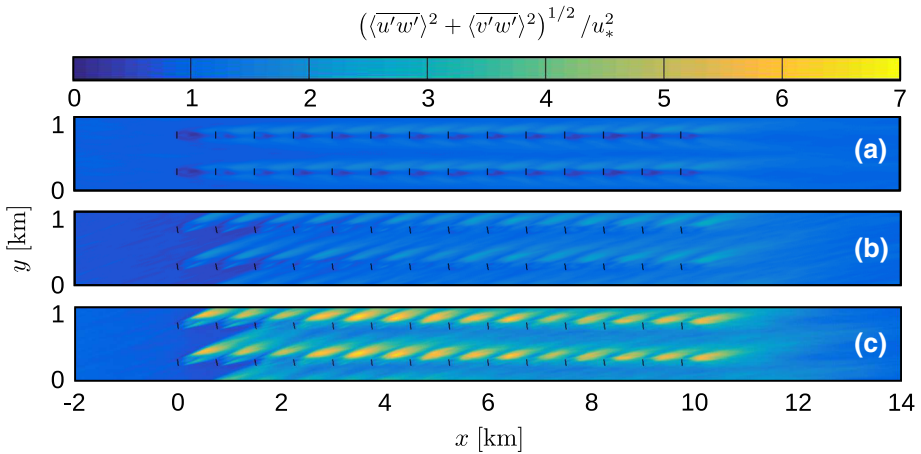 (⟨u′w′⟩² + ⟨v′w′⟩²)^{1/2} /u_*²
0 1 2 3 4 5 6 7
1
(a)
0
1
(b)
0
y [km]
1
(c)
0
-2 0 2 4 6 8 10 12 14
x [km]